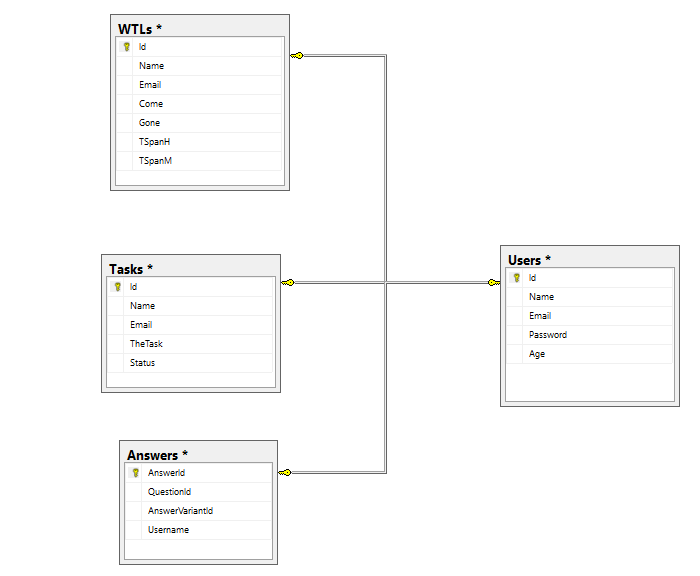 WTLs *
Id
Name
Email
Come
Gone
TSpanH
TSpanM
Tasks *
Id
Name
Email
TheTask
Status
Users *
Id
Name
Email
Password
Age
Answers *
AnswerId
QuestionId
AnswerVariantId
Username